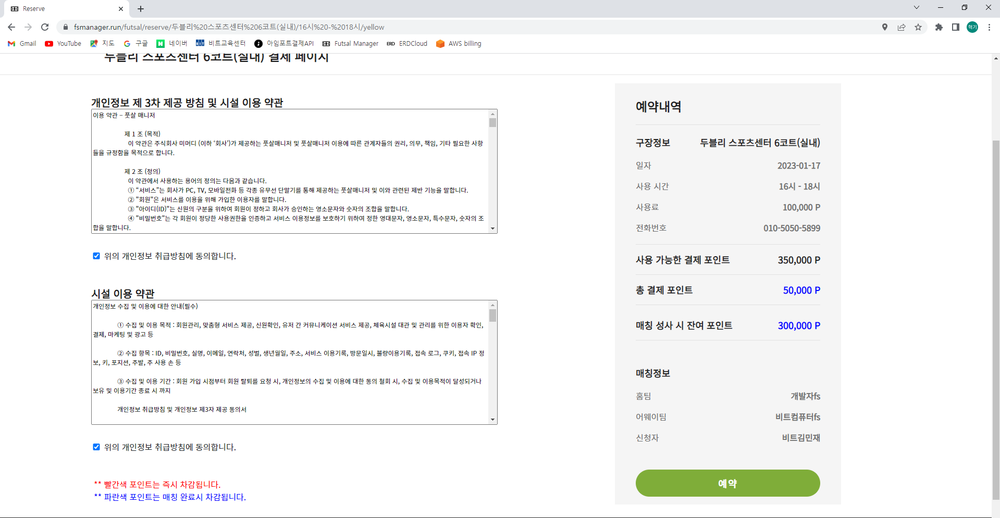 Reserve
fsmanager.run/futsal/reserve/두블리%20스포츠센터%206코트(실내)/16시%20-%2018시/yellow
혁기
Gmail
YouTube
지도
구글
네이버
비트교육센터
아임포트결제API
Futsal Manager
ERD ERDCloud
AWS billing
두블리 스포츠센터 6코트(실내) 결제 페이지
개인정보 제 3차 제공 방침 및 시설 이용 약관
이용 약관 – 풋살 매니저
제 1 조 (목적)
이 약관은 주식회사 미머디 (이하 ‘회사’)가 제공하는 풋살매니저 및 풋살매니저 이용에 따른 관계자들의 권리, 의무, 책임, 기타 필요한 사항
들을 규정함을 목적으로 합니다.
제 2 조 (정의)
이 약관에서 사용하는 용어의 정의는 다음과 같습니다.
① “서비스”는 회사가 PC, TV, 모바일전화 등 각종 유무선 단말기를 통해 제공하는 풋살매니저 및 이와 관련된 제반 기능을 말합니다.
② "회원"은 서비스를 이용을 위해 가입한 이용자를 말합니다.
③ "아이디(ID)"는 신원의 구분을 위하여 회원이 정하고 회사가 승인하는 영소문자와 숫자의 조합을 말합니다.
④ "비밀번호"는 각 회원이 정당한 사용권한을 인증하고 서비스 이용정보를 보호하기 위하여 정한 영대문자, 영소문자, 특수문자, 숫자의 조
합을 말합니다.
위의 개인정보 취급방침에 동의합니다.
시설 이용 약관
개인정보 수집 및 이용에 대한 안내(필수)
① 수집 및 이용 목적 : 회원관리, 맞춤형 서비스 제공, 신원확인, 유저 간 커뮤니케이션 서비스 제공, 체육시설 대관 및 관리를 위한 이용자 확인,
결제, 마케팅 및 광고 등
② 수집 항목 : ID, 비밀번호, 실명, 이메일, 연락처, 성별, 생년월일, 주소, 서비스 이용기록, 방문일시, 불량이용기록, 접속 로그, 쿠키, 접속 IP 정
보, 키, 포지션, 주발, 주 사용 손 등
③ 수집 및 이용 기간 : 회원 가입 시점부터 회원 탈퇴를 요청 시, 개인정보의 수집 및 이용에 대한 동의 철회 시, 수집 및 이용목적이 달성되거나
보유 및 이용기간 종료 시 까지
개인정보 취급방침 및 개인정보 제3자 제공 동의서
위의 개인정보 취급방침에 동의합니다.
** 빨간색 포인트는 즉시 차감됩니다.
** 파란색 포인트는 매칭 완료시 차감됩니다.
예약내역
구장정보 두블리 스포츠센터 6코트(실내)
일자 2023-01-17
사용 시간 16시 - 18시
사용료 100,000 P
전화번호 010-5050-5899
사용 가능한 결제 포인트 350,000 P
총 결제 포인트 50,000 P
매칭 성사 시 잔여 포인트 300,000 P
매칭정보
홈팀 개발자fs
어웨이팀 비트컴퓨터fs
신청자 비트김민재
예약